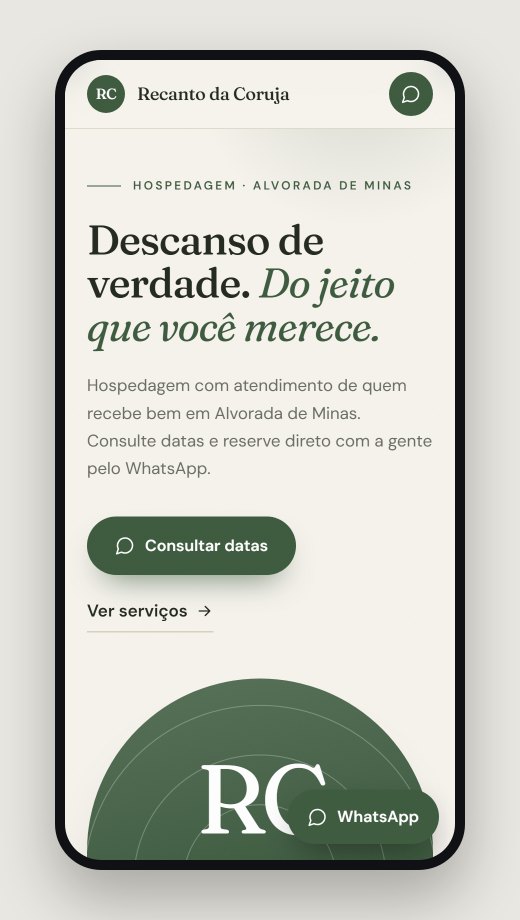 RC Recanto da Coruja
HOSPEDAGEM · ALVORADA DE MINAS
Descanso de
verdade. Do jeito
que você merece.
Hospedagem com atendimento de quem
recebe bem em Alvorada de Minas.
Consulte datas e reserve direto com a gente
pelo WhatsApp.
Consultar datas
Ver serviços →
RC
WhatsApp